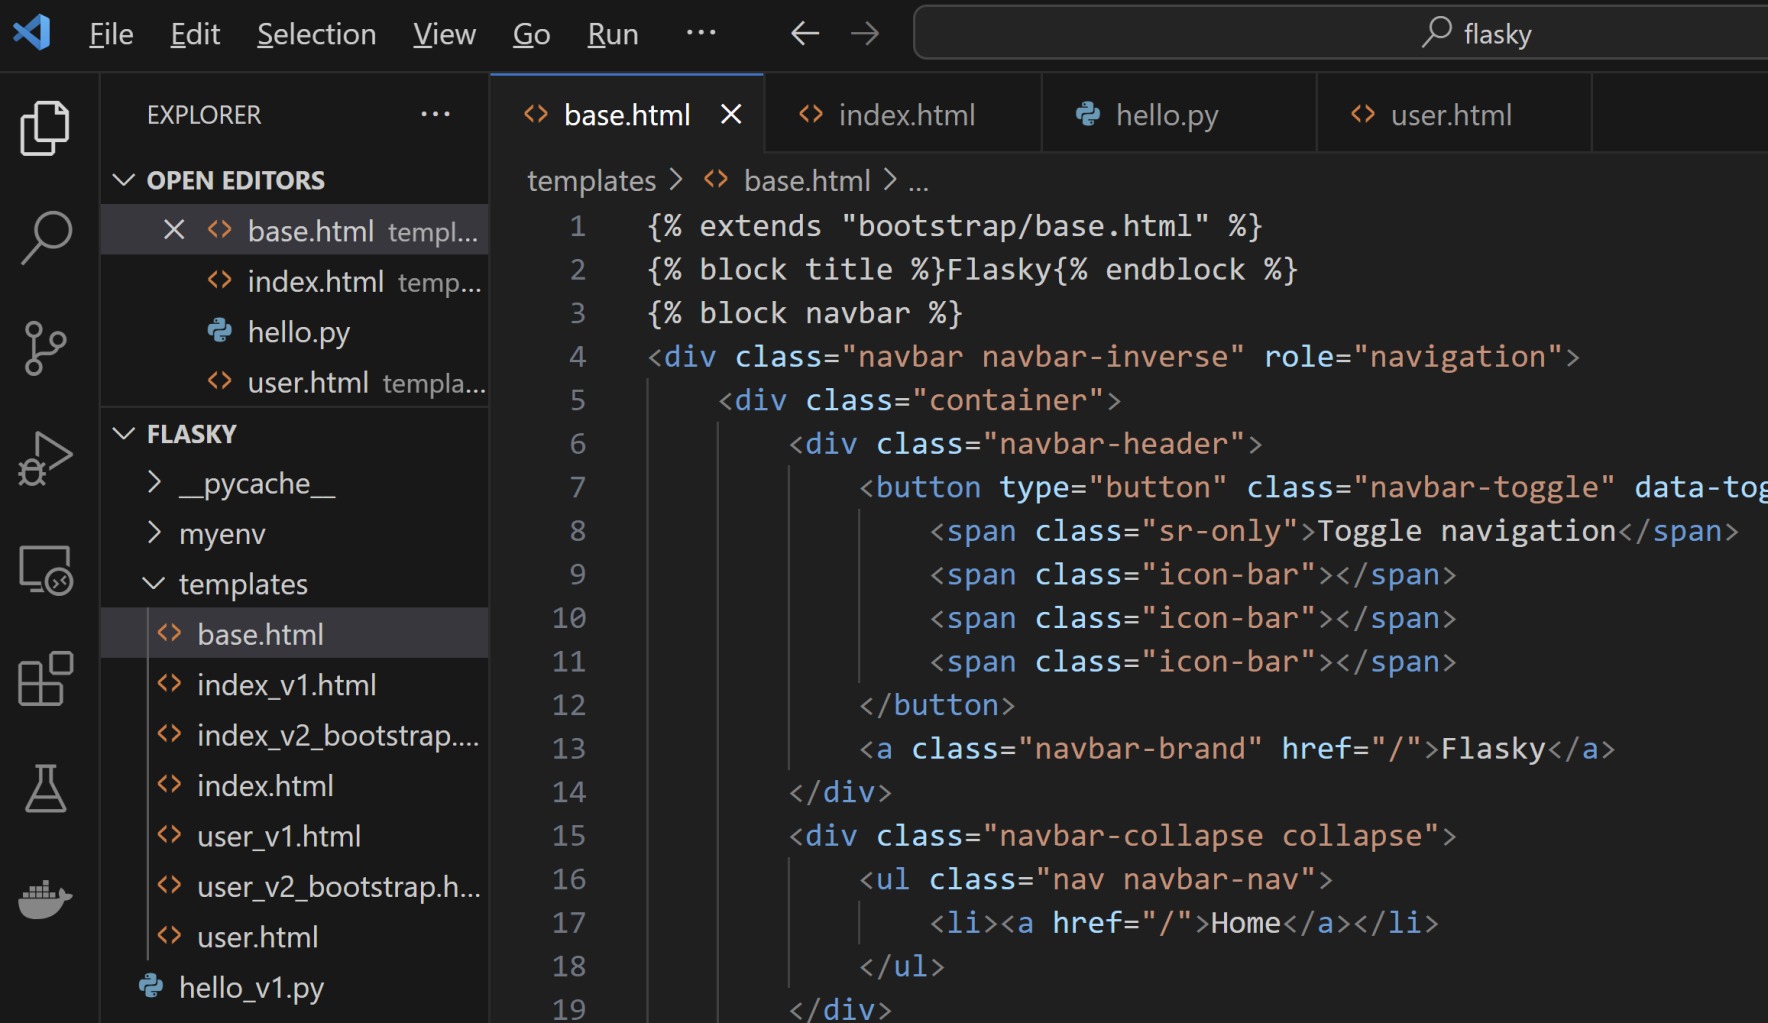 File Edit Selection View Go Run ··· flasky
EXPLORER ···
OPEN EDITORS
base.html templ...
index.html temp...
hello.py
user.html templa...
FLASKY
__pycache__
myenv
templates
base.html
index_v1.html
index_v2_bootstrap....
index.html
user_v1.html
user_v2_bootstrap.h...
user.html
hello_v1.py
base.html index.html hello.py user.html
templates > base.html > ...
1 {% extends "bootstrap/base.html" %}
2 {% block title %}Flasky{% endblock %}
3 {% block navbar %}
4 <div class="navbar navbar-inverse" role="navigation">
5 <div class="container">
6 <div class="navbar-header">
7 <button type="button" class="navbar-toggle" data-tog
8 <span class="sr-only">Toggle navigation</span>
9 <span class="icon-bar"></span>
10 <span class="icon-bar"></span>
11 <span class="icon-bar"></span>
12 </button>
13 <a class="navbar-brand" href="/">Flasky</a>
14 </div>
15 <div class="navbar-collapse collapse">
16 <ul class="nav navbar-nav">
17 <li><a href="/">Home</a></li>
18 </ul>
19 </div>